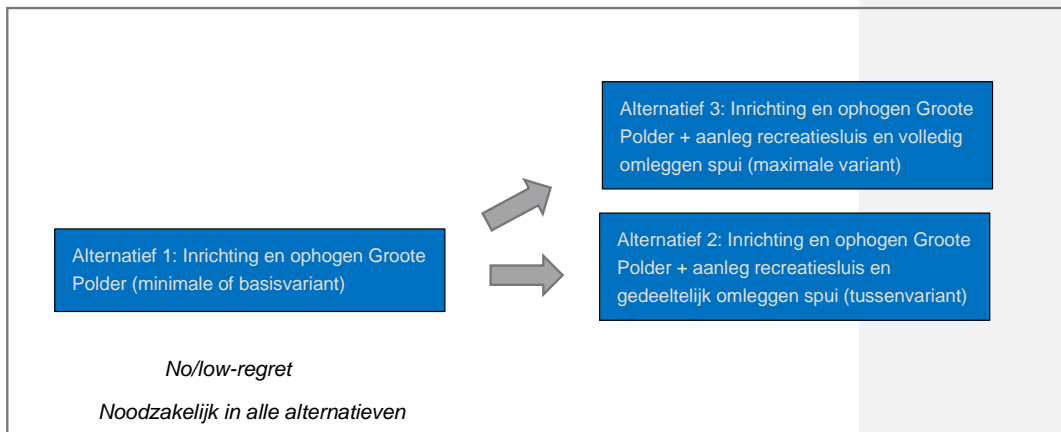 Alternatief 3: Inrichting en ophogen Groote
Polder + aanleg recreatiesluis en volledig
omleggen spui (maximale variant)
Alternatief 1: Inrichting en ophogen Groote
Polder (minimale of basisvariant)
Alternatief 2: Inrichting en ophogen Groote
Polder + aanleg recreatiesluis en
gedeeltelijk omleggen spui (tussenvariant)
No/low-regret
Noodzakelijk in alle alternatieven